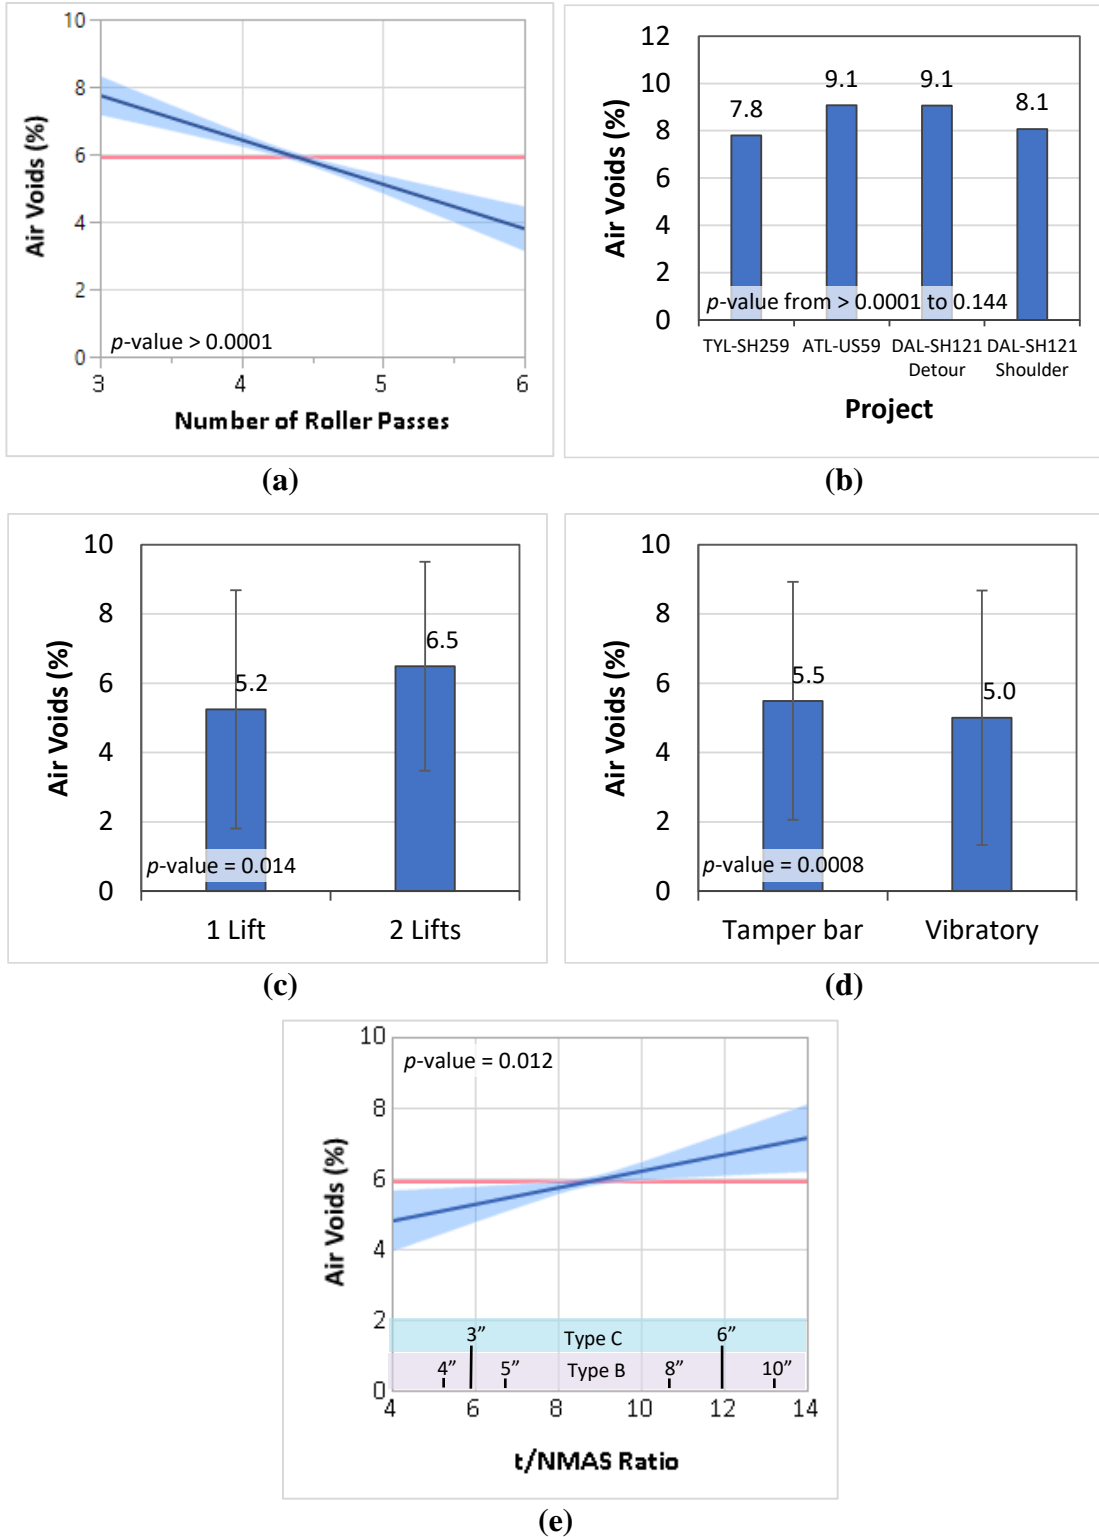 10
8
6
4
2
0
Air Voids (%)
p-value > 0.0001
3 4 5 6
Number of Roller Passes
(a)
12
10
8
6
4
2
0
Air Voids (%)
7.8 9.1 9.1 8.1
p-value from > 0.0001 to 0.144
TYL-SH259 ATL-US59 DAL-SH121 DAL-SH121
Detour Shoulder
Project
(b)
10
8
6
4
2
0
Air Voids (%)
5.2 6.5
p-value = 0.014
1 Lift 2 Lifts
(c)
10
8
6
4
2
0
Air Voids (%)
5.5 5.0
p-value = 0.0008
Tamper bar Vibratory
(d)
10
8
6
4
2
0
Air Voids (%)
p-value = 0.012
3” Type C 6”
4” 5” Type B 8” 10”
4 6 8 10 12 14
t/NMAS Ratio
(e)